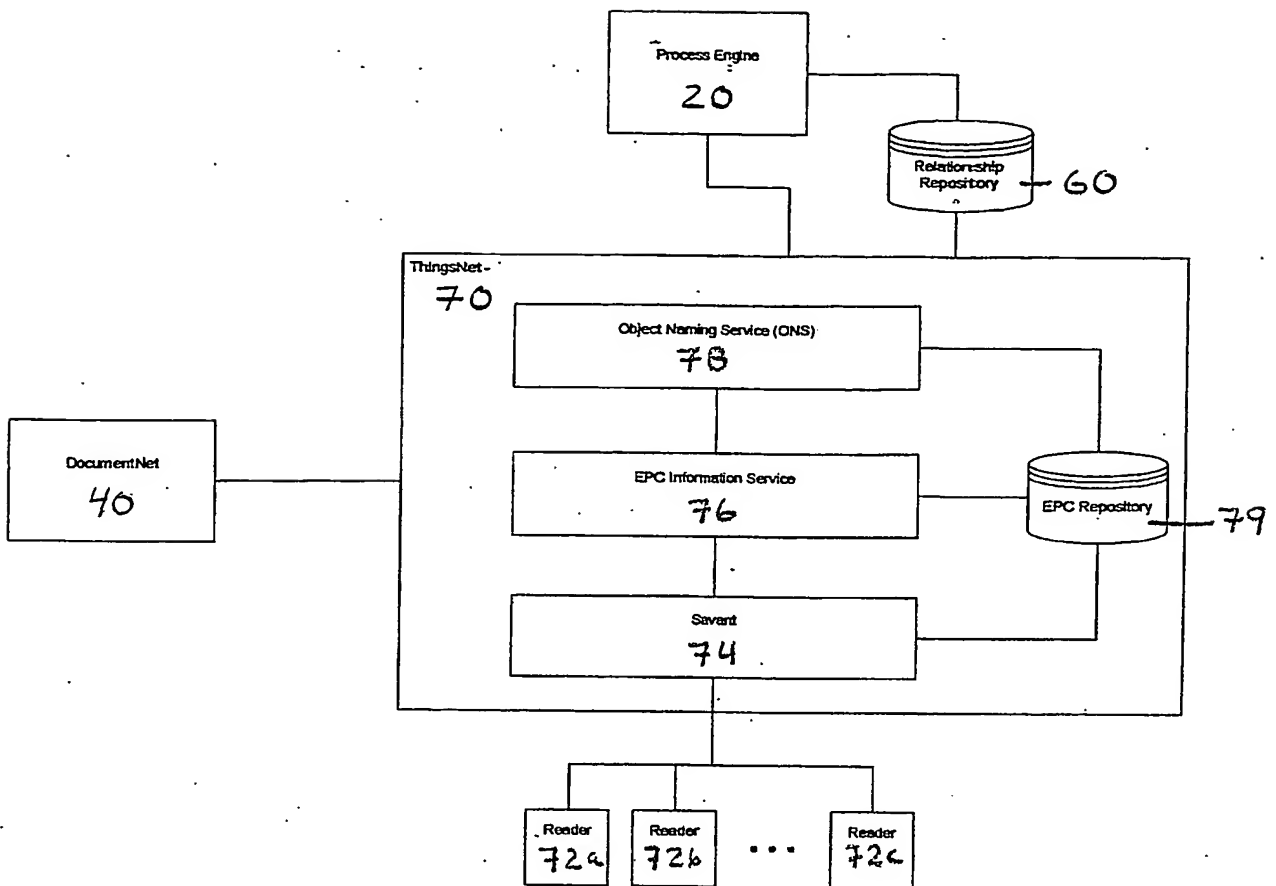 Process Engine
20
Relationship
Repository
60
ThingsNet-
70
Object Naming Service (ONS)
78
DocumentNet
40
EPC Information Service
76
EPC Repository
79
Savant
74
Reader
72a
Reader
72b
...
Reader
72c